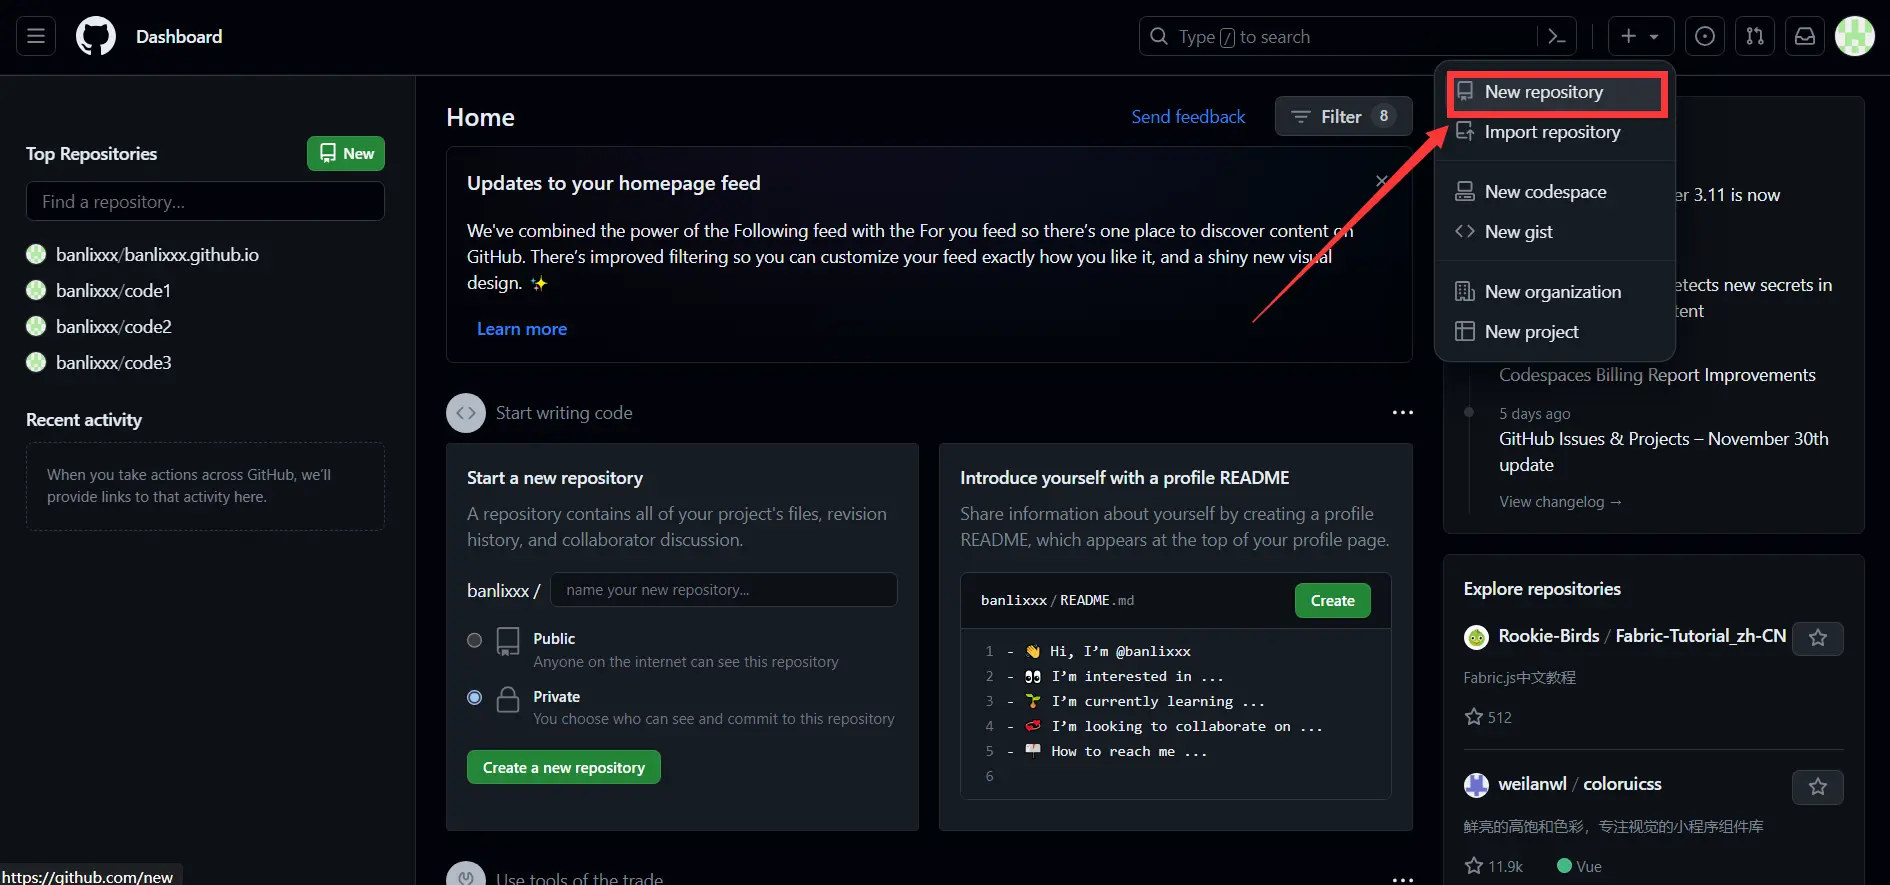 Dashboard
Type / to search
New repository
Import repository
New codespace
New gist
New organization
New project
Top Repositories
New
Find a repository...
banlixxx/banlixxx.github.io
banlixxx/code1
banlixxx/code2
banlixxx/code3
Recent activity
When you take actions across GitHub, we’ll
provide links to that activity here.
https://github.com/new
Home
Send feedback
Filter 8
Updates to your homepage feed
We've combined the power of the Following feed with the For you feed so there’s one place to discover content on
GitHub. There’s improved filtering so you can customize your feed exactly how you like it, and a shiny new visual
design. ✨
Learn more
Start writing code
Start a new repository
A repository contains all of your project's files, revision
history, and collaborator discussion.
banlixxx /
name your new repository...
Public
Anyone on the internet can see this repository
Private
You choose who can see and commit to this repository
Create a new repository
Introduce yourself with a profile README
Share information about yourself by creating a profile
README, which appears at the top of your profile page.
banlixxx / README.md
Create
1 - 👋 Hi, I’m @banlixxx
2 - 👀 I’m interested in ...
3 - 🌱 I’m currently learning ...
4 - 💞️ I’m looking to collaborate on ...
5 - 📫 How to reach me ...
6
Use tools of the trade
3.11 is now
new secrets in
Codespaces Billing Report Improvements
5 days ago
GitHub Issues & Projects – November 30th
update
View changelog →
Explore repositories
Rookie-Birds / Fabric-Tutorial_zh-CN
Fabric.js中文教程
512
weilanwl / coloruicss
鲜亮的高饱和色彩，专注视觉的小程序组件库
11.9k
Vue